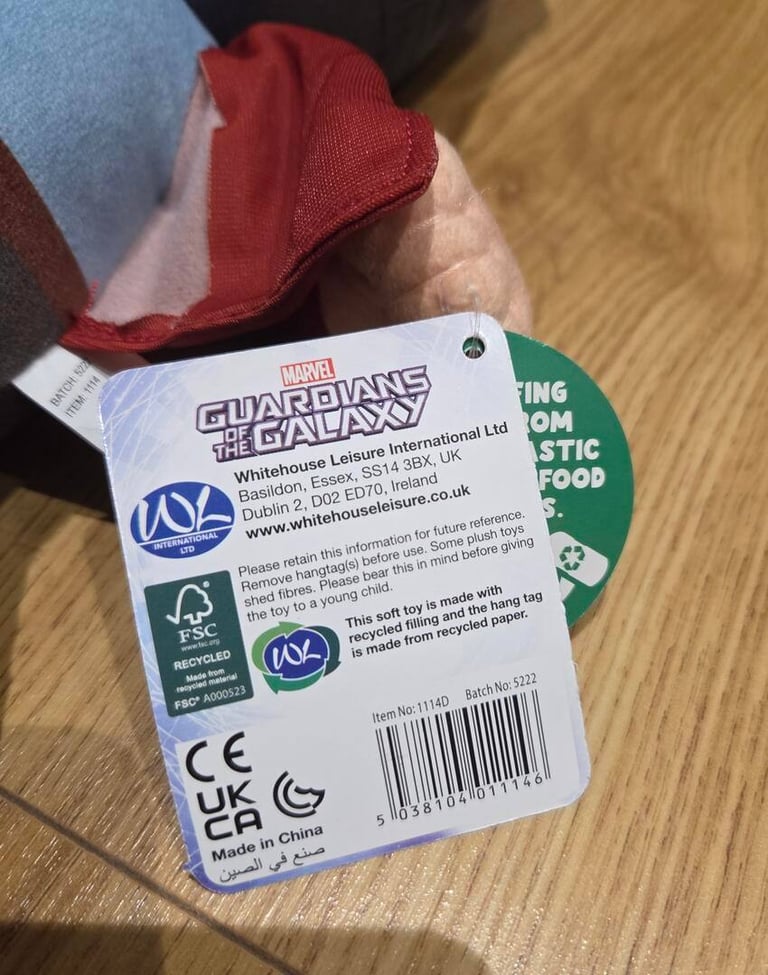 MARVEL
GUARDIANS
OF THE GALAXY
Whitehouse Leisure International Ltd
Basildon, Essex, SS14 3BX, UK
Dublin 2, D02 ED70, Ireland
www.whitehouseleisure.co.uk
WL
INTERNATIONAL
LTD
Please retain this information for future reference.
Remove hangtag(s) before use. Some plush toys
shed fibres. Please bear this in mind before giving
the toy to a young child.
FSC
www.fsc.org
RECYCLED
Made from
recycled material
FSC® A000523
WL
This soft toy is made with
recycled filling and the hang tag
is made from recycled paper.
Item No: 1114D Batch No: 5222
5 038104 011146
CE
UK
CA
Made in China
صنع في الصين
BATCH: 522
ITEM: 1114
FING
ROM
ASTIC
FOOD
S.